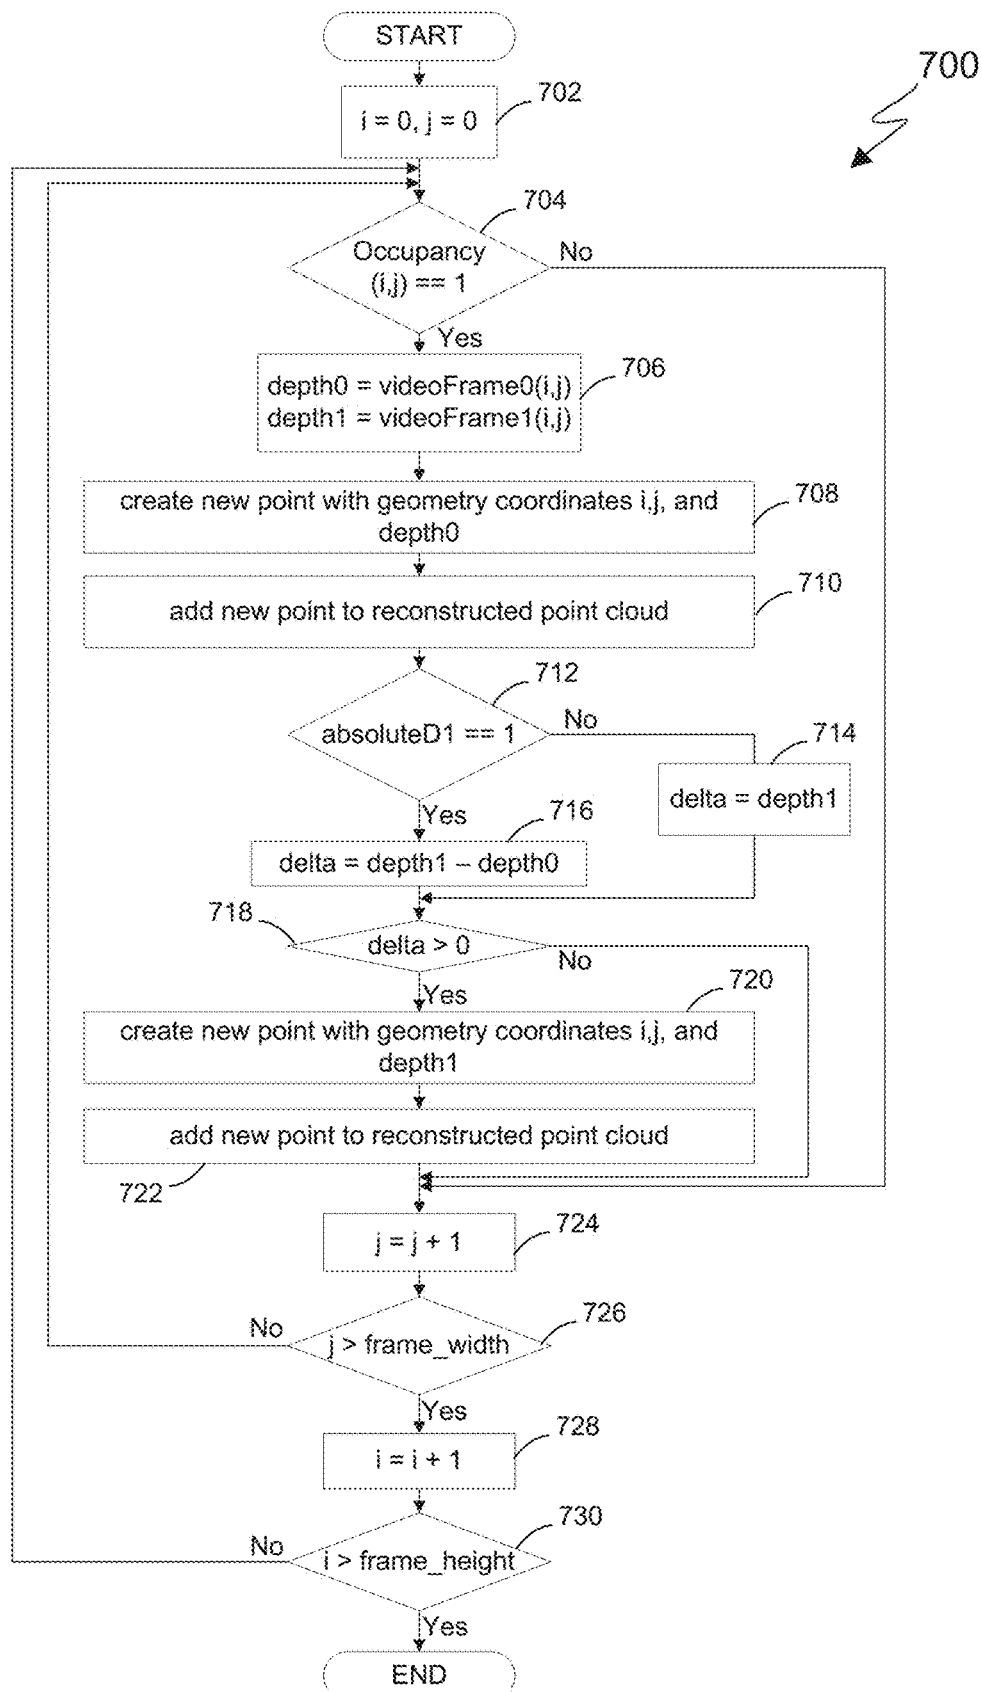 START
700
702
i = 0, j = 0
704
Occupancy
(i,j) == 1
No
Yes
706
depth0 = videoFrame0(i,j)
depth1 = videoFrame1(i,j)
708
create new point with geometry coordinates i,j, and
depth0
710
add new point to reconstructed point cloud
712
absoluteD1 == 1
No
714
delta = depth1
Yes
716
delta = depth1 – depth0
718
delta > 0
No
Yes
720
create new point with geometry coordinates i,j, and
depth1
add new point to reconstructed point cloud
722
724
j = j + 1
726
No
j > frame_width
Yes
728
i = i + 1
730
No
i > frame_height
Yes
END